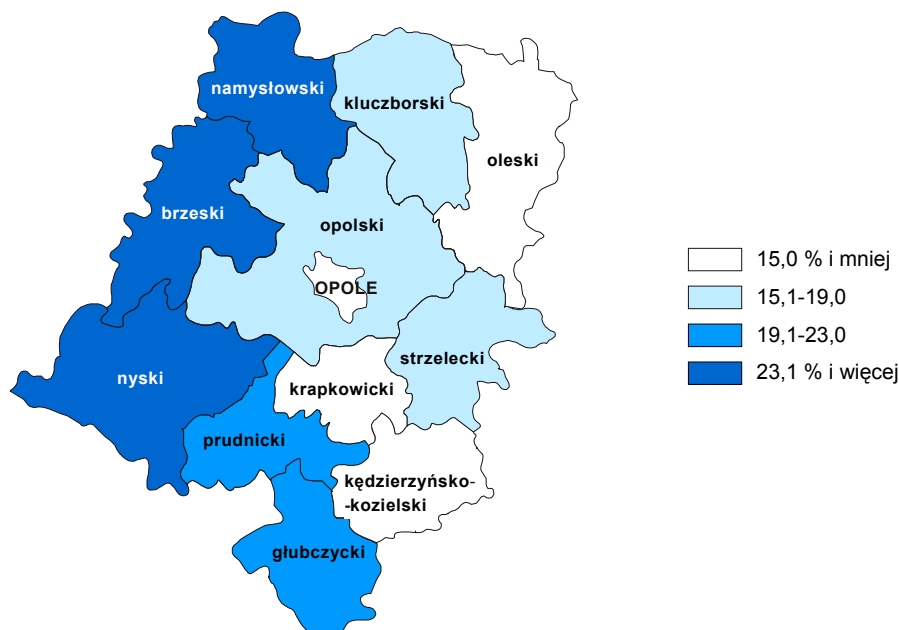 namysłowski
kluczborski
oleski
brzeski
opolski
OPOLE
strzelecki
nyski
krapkowicki
prudnicki
kędzierzyńsko-
-kozielski
głubczycki
15,0 % i mniej
15,1-19,0
19,1-23,0
23,1 % i więcej